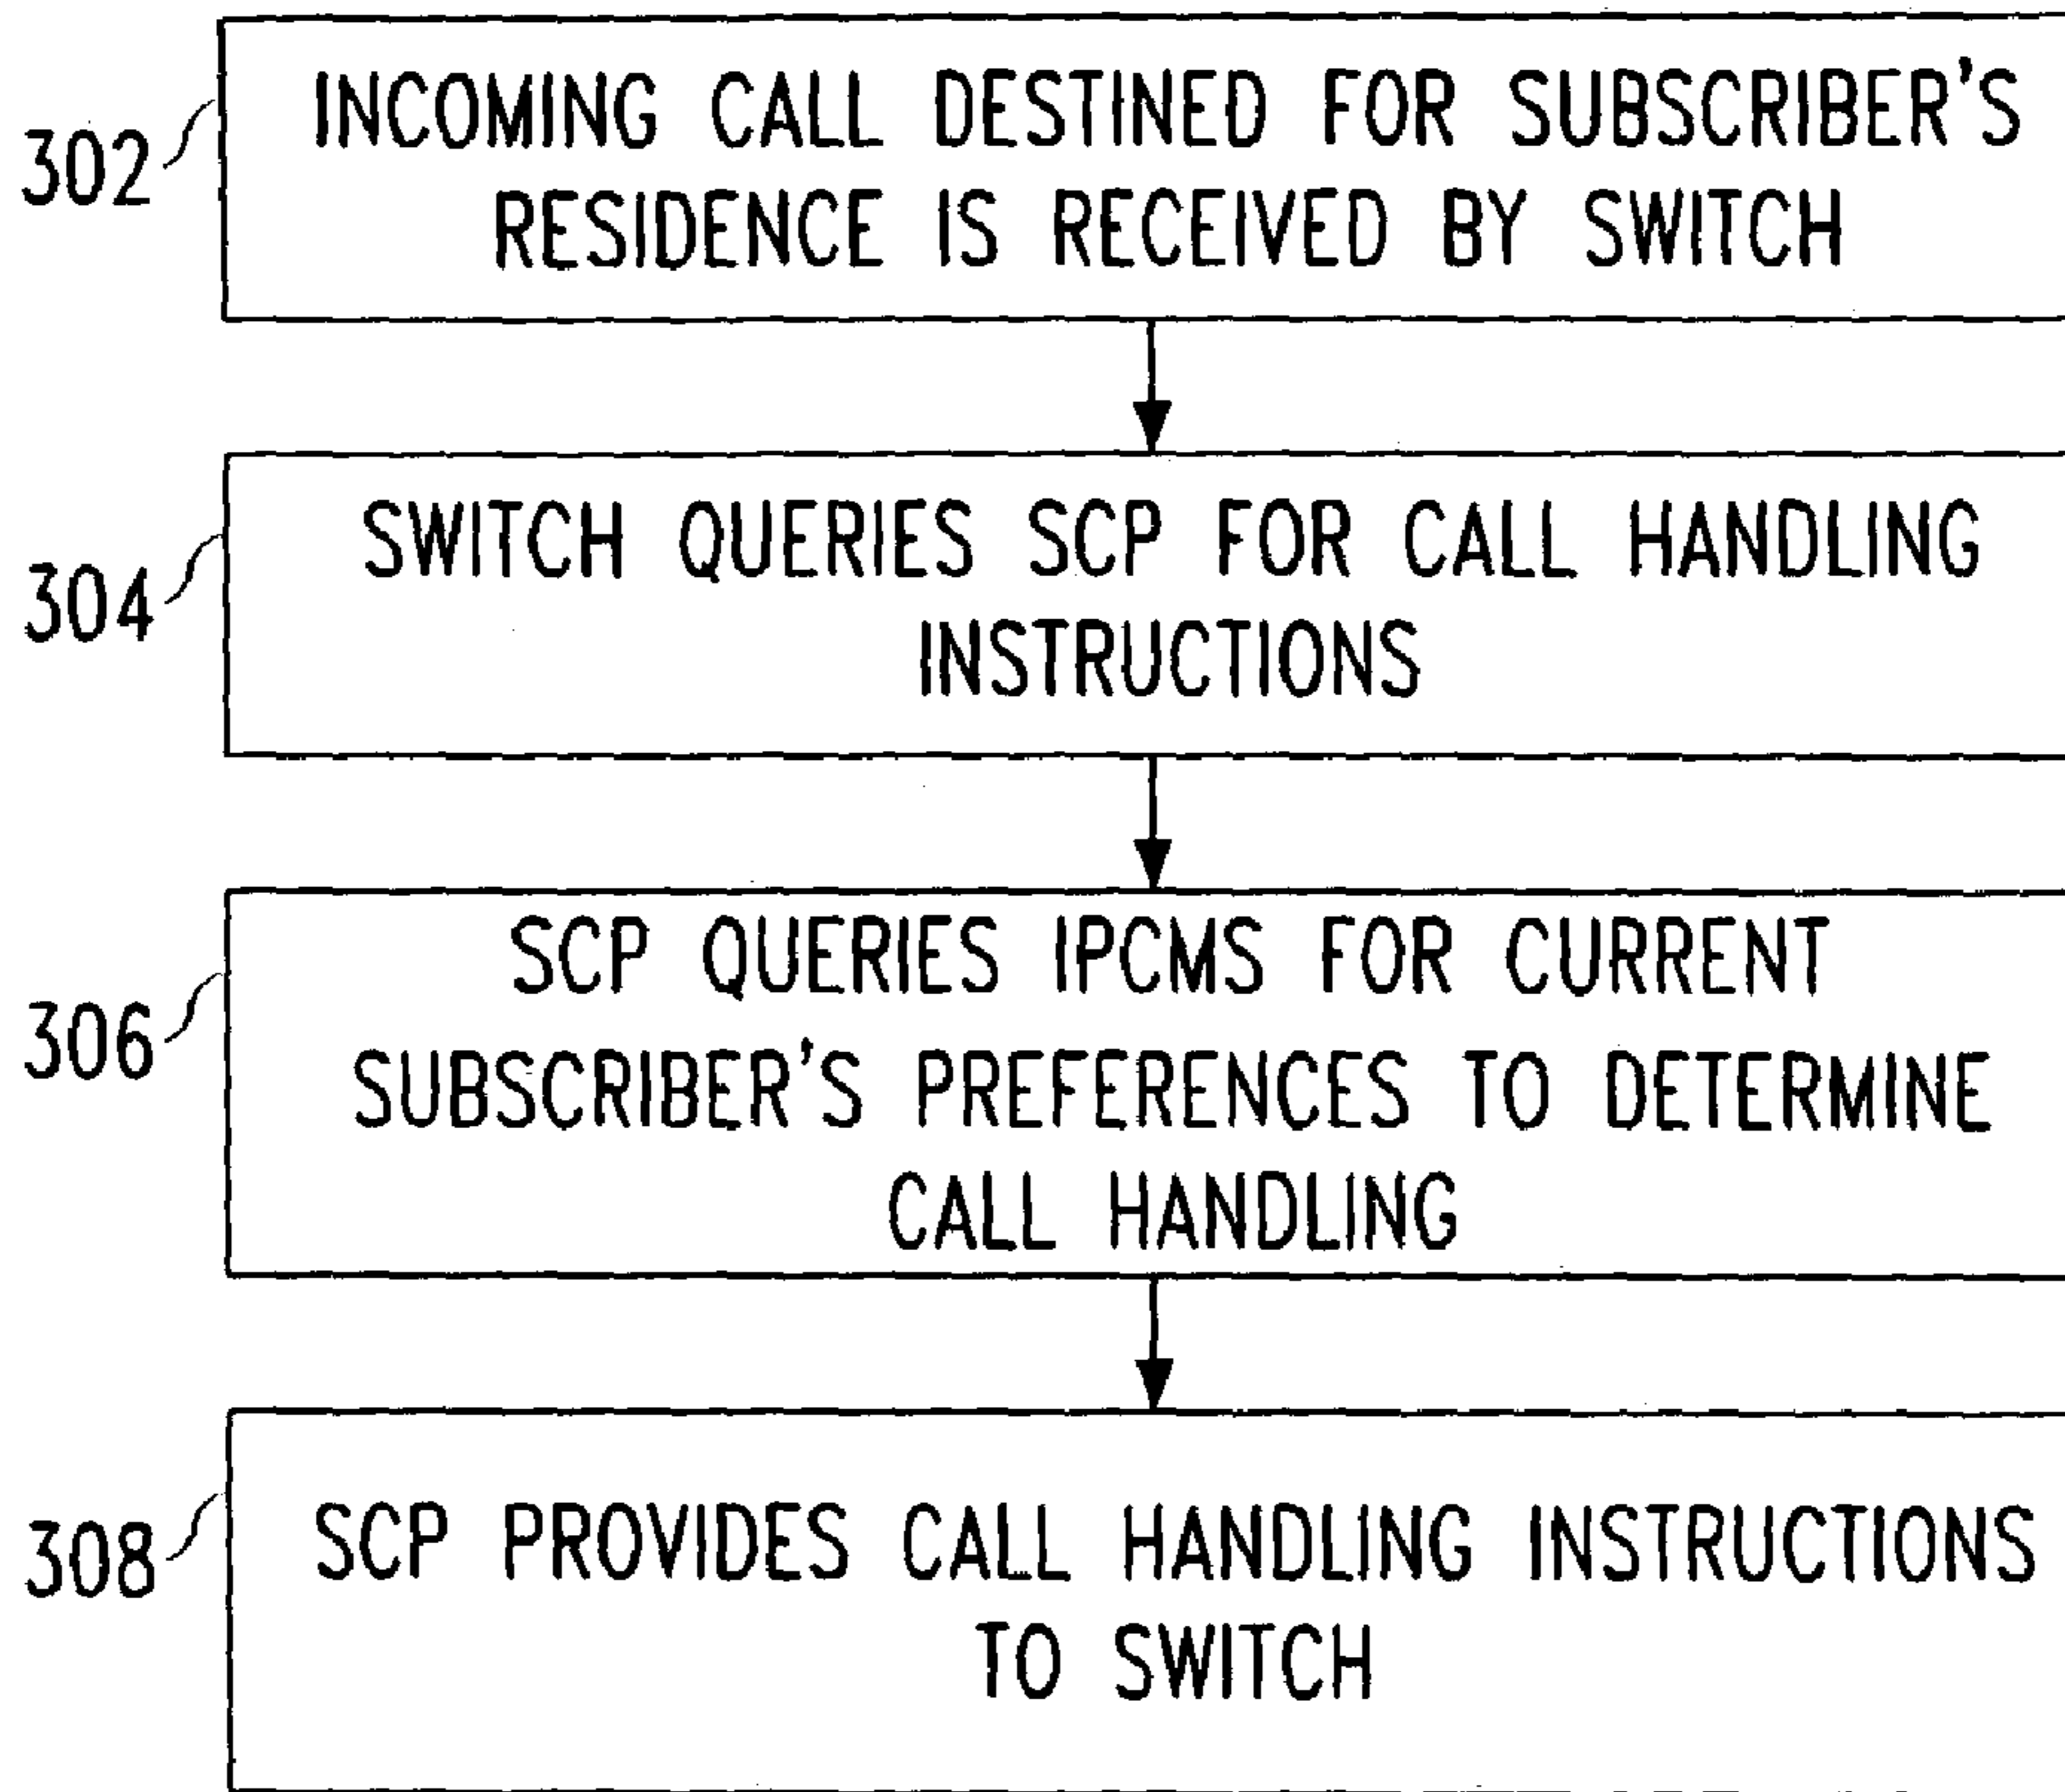 302
INCOMING CALL DESTINED FOR SUBSCRIBER'S
RESIDENCE IS RECEIVED BY SWITCH
304
SWITCH QUERIES SCP FOR CALL HANDLING
INSTRUCTIONS
306
SCP QUERIES IPCMS FOR CURRENT
SUBSCRIBER'S PREFERENCES TO DETERMINE
CALL HANDLING
308
SCP PROVIDES CALL HANDLING INSTRUCTIONS
TO SWITCH